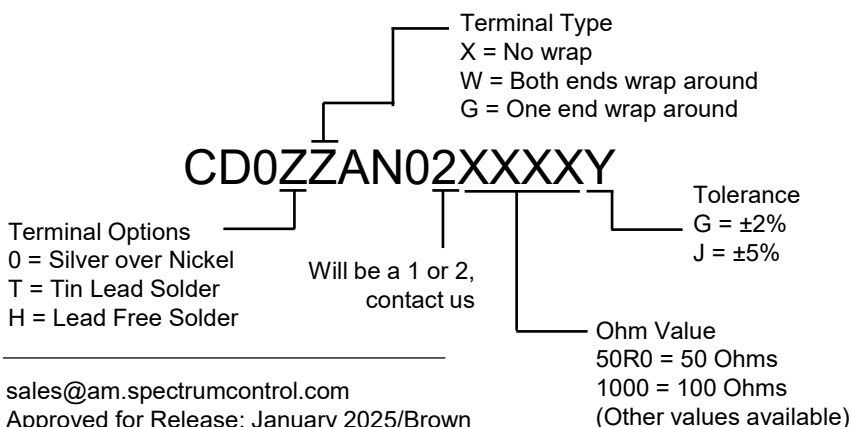 Terminal Type
X = No wrap
W = Both ends wrap around
G = One end wrap around
CD0ZZAN02XXXXY
Terminal Options
0 = Silver over Nickel
T = Tin Lead Solder
H = Lead Free Solder
Will be a 1 or 2,
contact us
Tolerance
G = ±2%
J = ±5%
Ohm Value
50R0 = 50 Ohms
1000 = 100 Ohms
(Other values available)
sales@am.spectrumcontrol.com
Approved for Release: January 2025/Brown